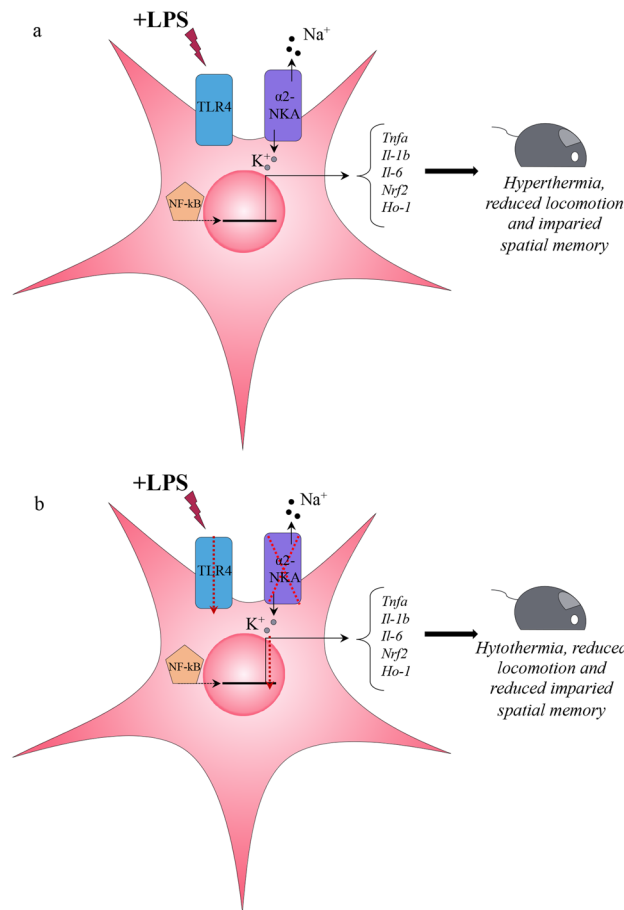 a
+LPS
Na⁺
TLR4
α2-
NKA
K⁺
Tnfa
Il-1b
Il-6
Nrf2
Ho-1
NF-kB
Hyperthermia,
reduced locomotion
and imparied
spatial memory
b
+LPS
Na⁺
TLR4
α2-
NKA
K⁺
Tnfa
Il-1b
Il-6
Nrf2
Ho-1
NF-kB
Hytothermia, reduced
locomotion and
reduced imparied
spatial memory